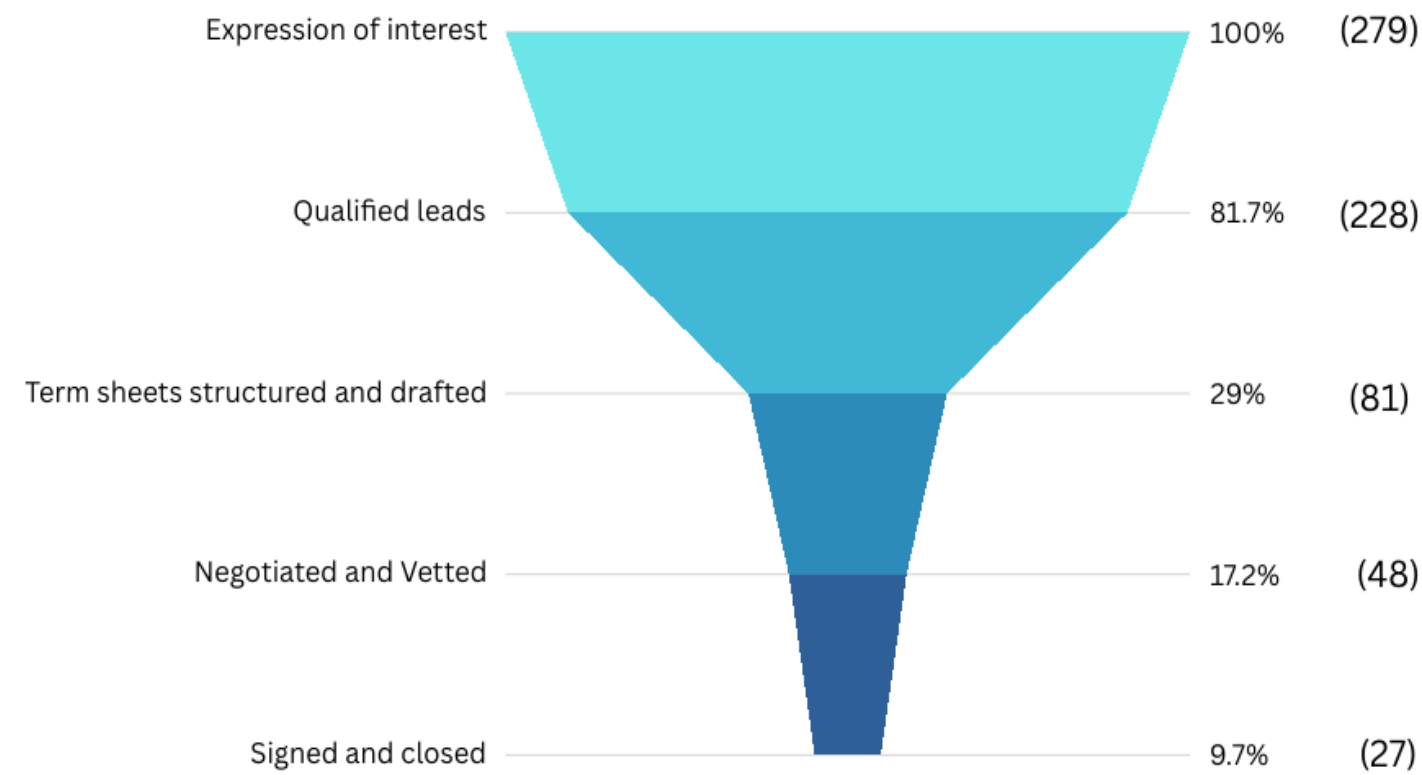 Expression of interest 100% (279)
Qualified leads 81.7% (228)
Term sheets structured and drafted 29% (81)
Negotiated and Vetted 17.2% (48)
Signed and closed 9.7% (27)